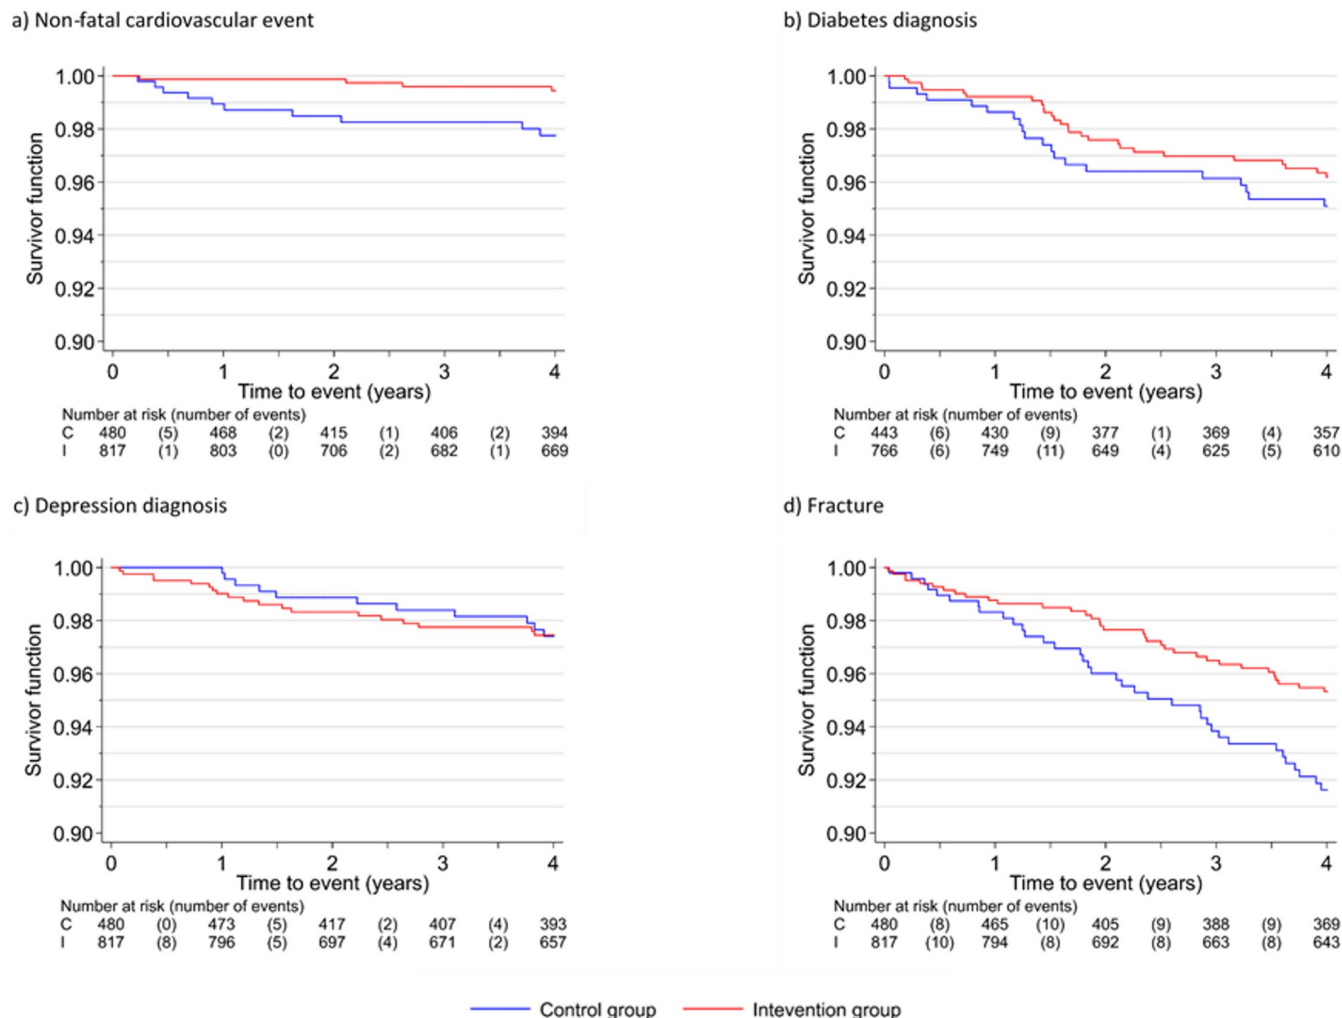 a) Non-fatal cardiovascular event
1.00
0.98
0.96
0.94
0.92
0.90
Survivor function
0 1 2 3 4
Time to event (years)
Number at risk (number of events)
C 480 (5) 468 (2) 415 (1) 406 (2) 394
I 817 (1) 803 (0) 706 (2) 682 (1) 669
b) Diabetes diagnosis
1.00
0.98
0.96
0.94
0.92
0.90
Survivor function
0 1 2 3 4
Time to event (years)
Number at risk (number of events)
C 443 (6) 430 (9) 377 (1) 369 (4) 357
I 766 (6) 749 (11) 649 (4) 625 (5) 610
c) Depression diagnosis
1.00
0.98
0.96
0.94
0.92
0.90
Survivor function
0 1 2 3 4
Time to event (years)
Number at risk (number of events)
C 480 (0) 473 (5) 417 (2) 407 (4) 393
I 817 (8) 796 (5) 697 (4) 671 (2) 657
d) Fracture
1.00
0.98
0.96
0.94
0.92
0.90
Survivor function
0 1 2 3 4
Time to event (years)
Number at risk (number of events)
C 480 (8) 465 (10) 405 (9) 388 (9) 369
I 817 (10) 794 (8) 692 (8) 663 (8) 643
Control group Intevention group